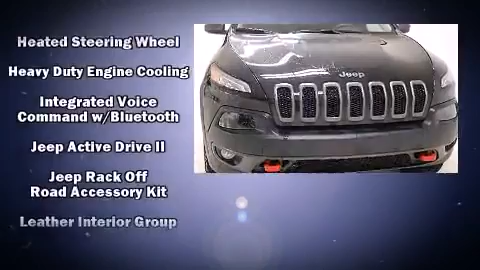 Heated Steering Wheel
Heavy Duty Engine Cooling
Integrated Voice
Command w/Bluetooth
Jeep Active Drive II
Jeep Rack Off
Road Accessory Kit
Leather Interior Group
Jeep